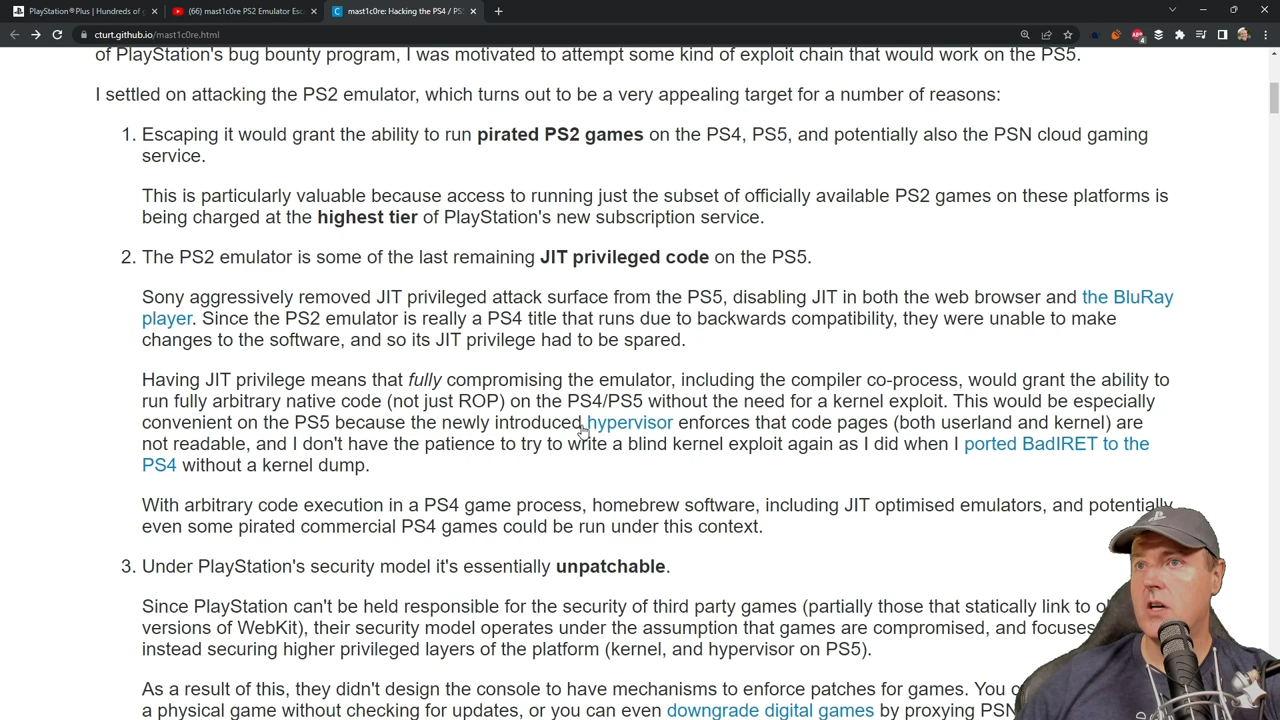 PlayStation®Plus | Hundreds of
(66) mast1c0re PS2 Emulator Esc
mast1c0re: Hacking the PS4 / PS5
cturt.github.io/mast1c0re.html
of PlayStation's bug bounty program, I was motivated to attempt some kind of exploit chain that would work on the PS5.
I settled on attacking the PS2 emulator, which turns out to be a very appealing target for a number of reasons:
1. Escaping it would grant the ability to run pirated PS2 games on the PS4, PS5, and potentially also the PSN cloud gaming
service.
This is particularly valuable because access to running just the subset of officially available PS2 games on these platforms is
being charged at the highest tier of PlayStation's new subscription service.
2. The PS2 emulator is some of the last remaining JIT privileged code on the PS5.
Sony aggressively removed JIT privileged attack surface from the PS5, disabling JIT in both the web browser and the BluRay
player. Since the PS2 emulator is really a PS4 title that runs due to backwards compatibility, they were unable to make
changes to the software, and so its JIT privilege had to be spared.
Having JIT privilege means that fully compromising the emulator, including the compiler co-process, would grant the ability to
run fully arbitrary native code (not just ROP) on the PS4/PS5 without the need for a kernel exploit. This would be especially
convenient on the PS5 because the newly introduced hypervisor enforces that code pages (both userland and kernel) are
not readable, and I don't have the patience to try to write a blind kernel exploit again as I did when I ported BadIRET to the
PS4 without a kernel dump.
With arbitrary code execution in a PS4 game process, homebrew software, including JIT optimised emulators, and potentially
even some pirated commercial PS4 games could be run under this context.
3. Under PlayStation's security model it's essentially unpatchable.
Since PlayStation can't be held responsible for the security of third party games (partially those that statically link to
versions of WebKit), their security model operates under the assumption that games are compromised, and focuses
instead securing higher privileged layers of the platform (kernel, and hypervisor on PS5).
As a result of this, they didn't design the console to have mechanisms to enforce patches for games. You
a physical game without checking for updates, or you can even downgrade digital games by proxying PSN